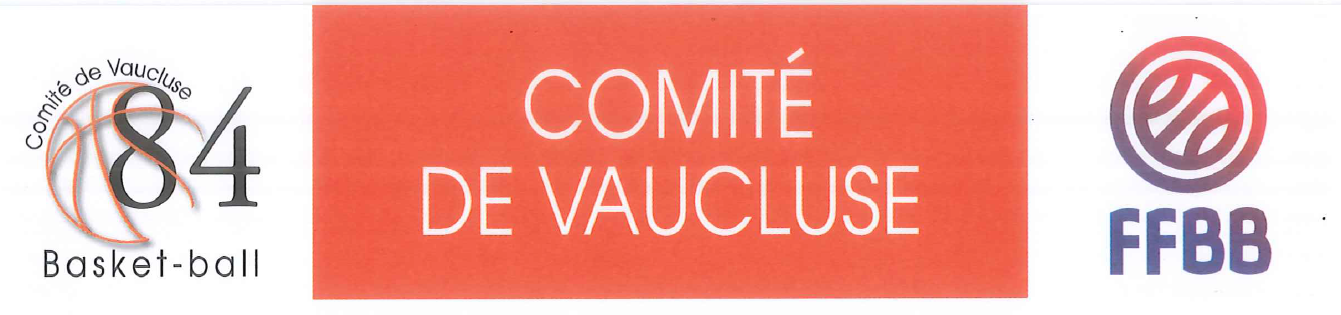 Comité de Vaucluse
84
Basket-ball
COMITÉ
DE VAUCLUSE
FFBB